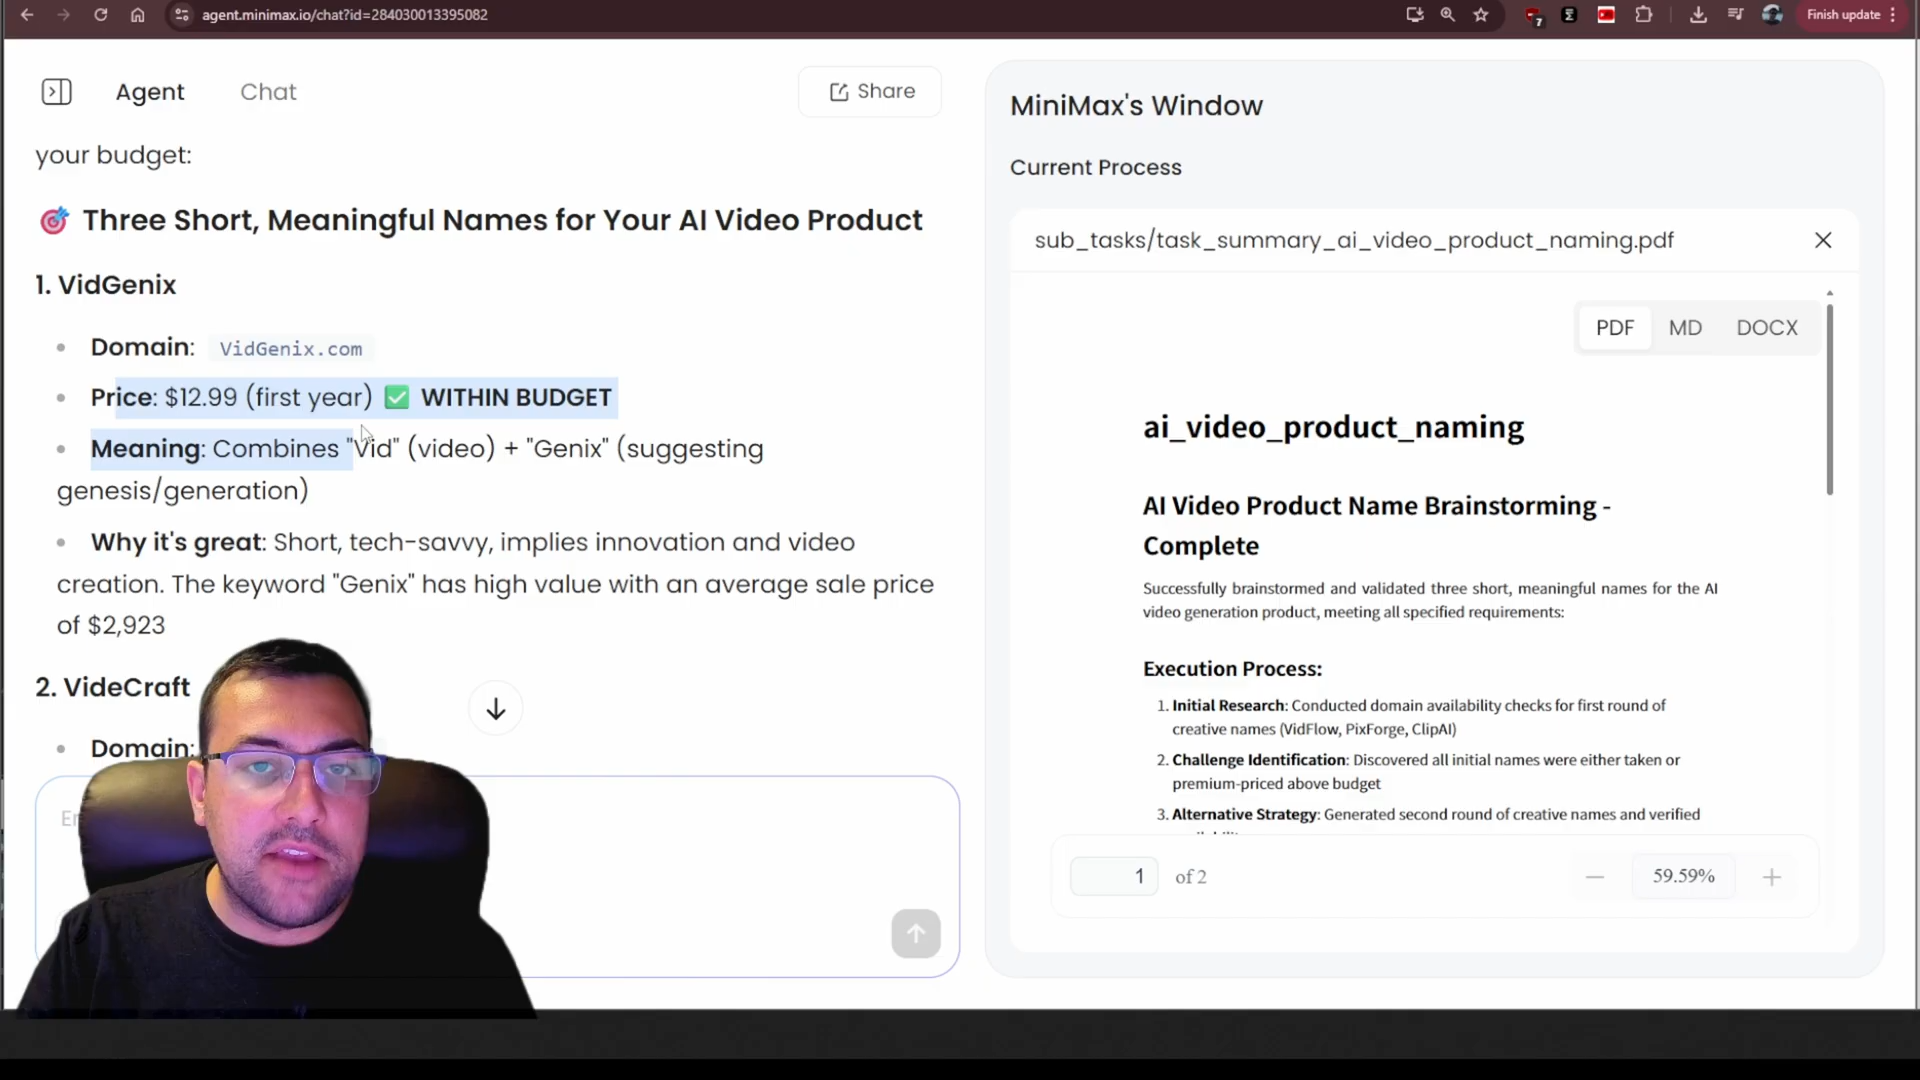 agent.minimax.io/chat?id=284030013395082
7
Finish update
Agent
Chat
Share
your budget:
Three Short, Meaningful Names for Your AI Video Product
1. VidGenix
Domain: VidGenix.com
Price: $12.99 (first year) ✅ WITHIN BUDGET
Meaning: Combines "Vid" (video) + "Genix" (suggesting
genesis/generation)
Why it's great: Short, tech-savvy, implies innovation and video
creation. The keyword "Genix" has high value with an average sale price
of $2,923
2. VideCraft
Domain:
MiniMax's Window
Current Process
sub_tasks/task_summary_ai_video_product_naming.pdf
PDF MD DOCX
ai_video_product_naming
AI Video Product Name Brainstorming -
Complete
Successfully brainstormed and validated three short, meaningful names for the AI
video generation product, meeting all specified requirements:
Execution Process:
1. Initial Research: Conducted domain availability checks for first round of
creative names (VidFlow, PixForge, ClipAI)
2. Challenge Identification: Discovered all initial names were either taken or
premium-priced above budget
3. Alternative Strategy: Generated second round of creative names and verified
1 of 2
59.59%